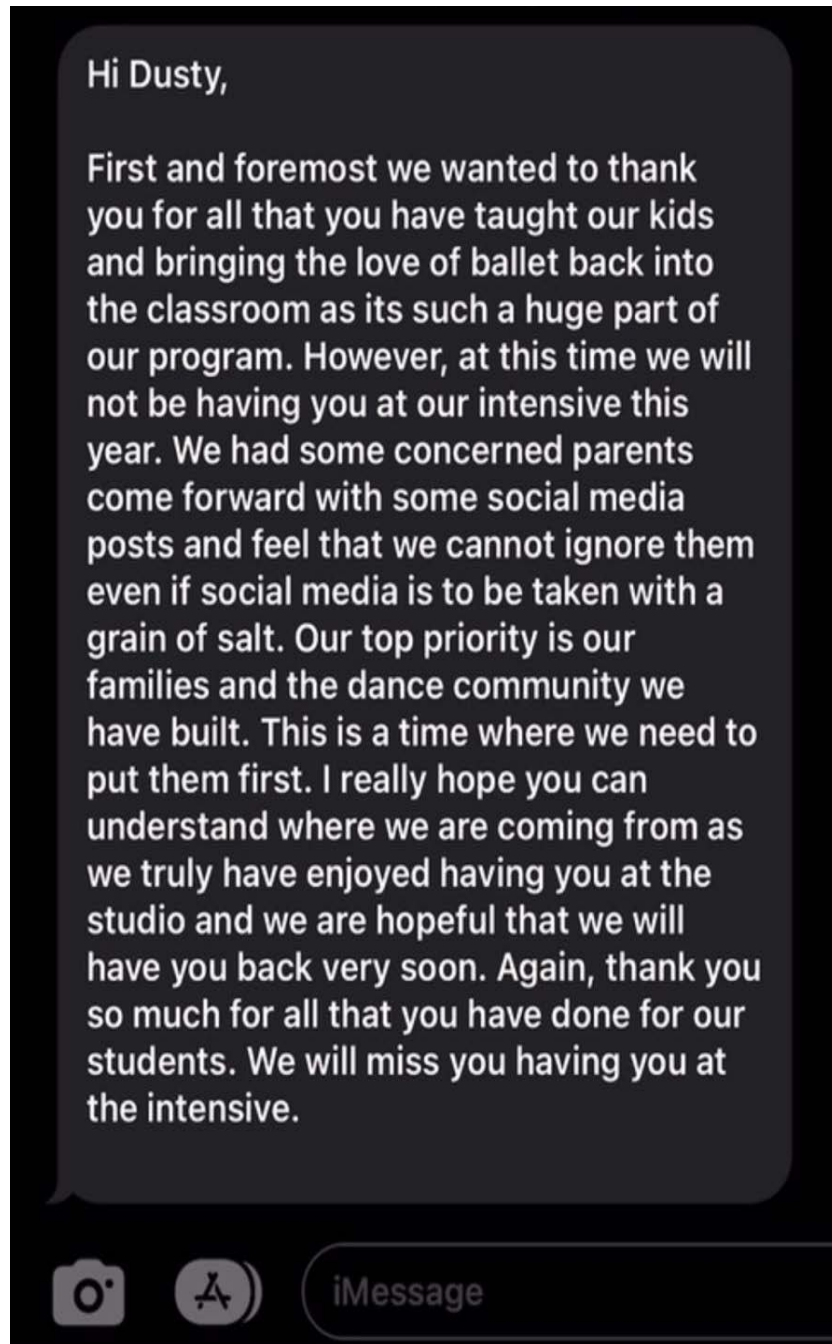 Hi Dusty,
First and foremost we wanted to thank
you for all that you have taught our kids
and bringing the love of ballet back into
the classroom as its such a huge part of
our program. However, at this time we will
not be having you at our intensive this
year. We had some concerned parents
come forward with some social media
posts and feel that we cannot ignore them
even if social media is to be taken with a
grain of salt. Our top priority is our
families and the dance community we
have built. This is a time where we need to
put them first. I really hope you can
understand where we are coming from as
we truly have enjoyed having you at the
studio and we are hopeful that we will
have you back very soon. Again, thank you
so much for all that you have done for our
students. We will miss you having you at
the intensive.
iMessage